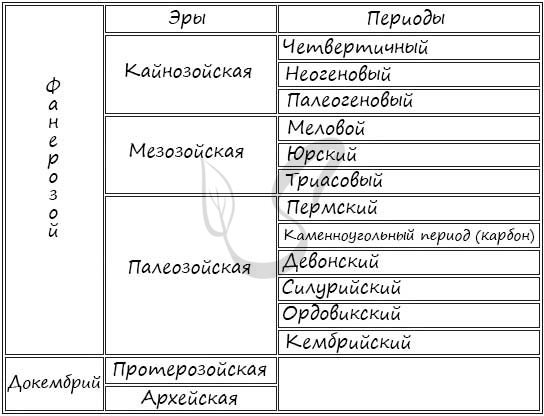 Эры Периоды
Фанерозой
Кайнозойская
Четвертичный
Неогеновый
Палеогеновый
Мезозойская
Меловой
Юрский
Триасовый
Палеозойская
Пермский
Каменноугольный период (карбон)
Девонский
Силурийский
Ордовикский
Кембрийский
Докембрий
Протерозойская
Архейская